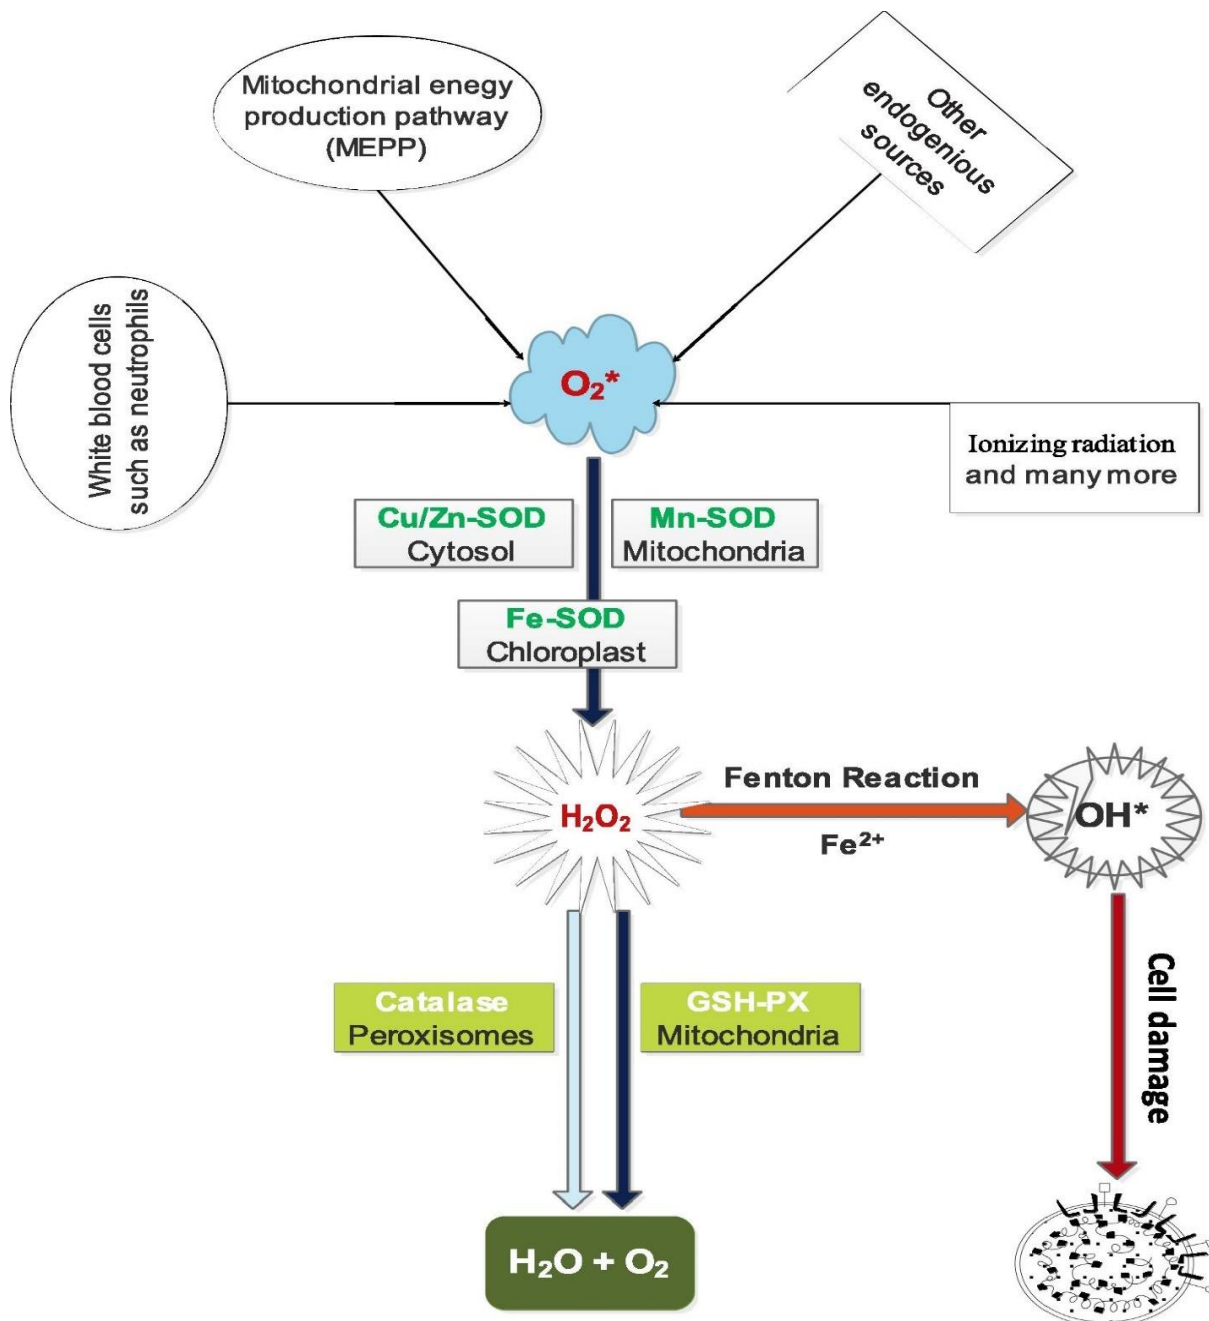 Mitochondrial enegy
production pathway
(MEPP)
Other
endogenious
sources
White blood cells
such as neutrophils
O₂*
Ionizing radiation
and many more
Cu/Zn-SOD
Cytosol
Mn-SOD
Mitochondria
Fe-SOD
Chloroplast
H₂O₂
Fenton Reaction
Fe²⁺
OH*
Catalase
Peroxisomes
GSH-PX
Mitochondria
Cell damage
H₂O + O₂